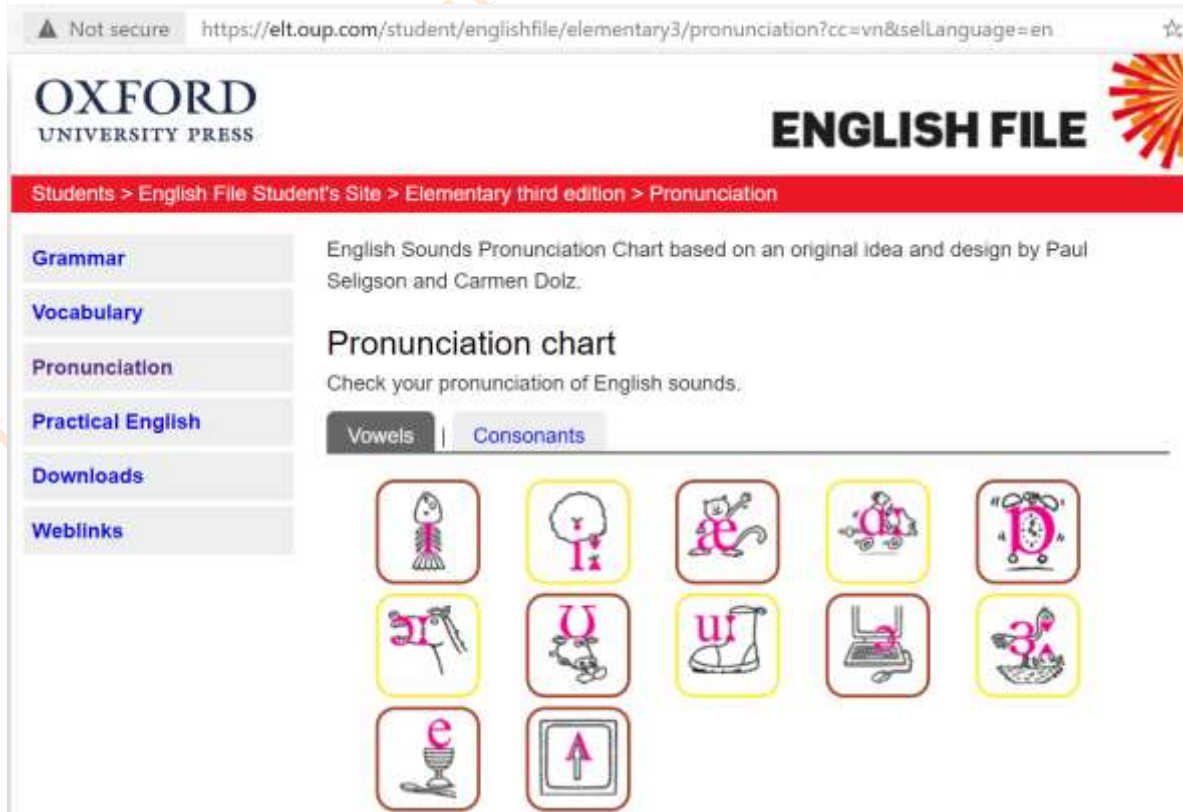 Not secure https://elt.oup.com/student/englishfile/elementary3/pronunciation?cc=vn&selLanguage=en
OXFORD
UNIVERSITY PRESS
ENGLISH FILE
Students > English File Student's Site > Elementary third edition > Pronunciation
Grammar
Vocabulary
Pronunciation
Practical English
Downloads
Weblinks
English Sounds Pronunciation Chart based on an original idea and design by Paul
Seligson and Carmen Dolz.
Pronunciation chart
Check your pronunciation of English sounds.
Vowels | Consonants
ɪ iː æ ɑː ɒ
ɔː ʊ uː ə ɜː
e ʌ